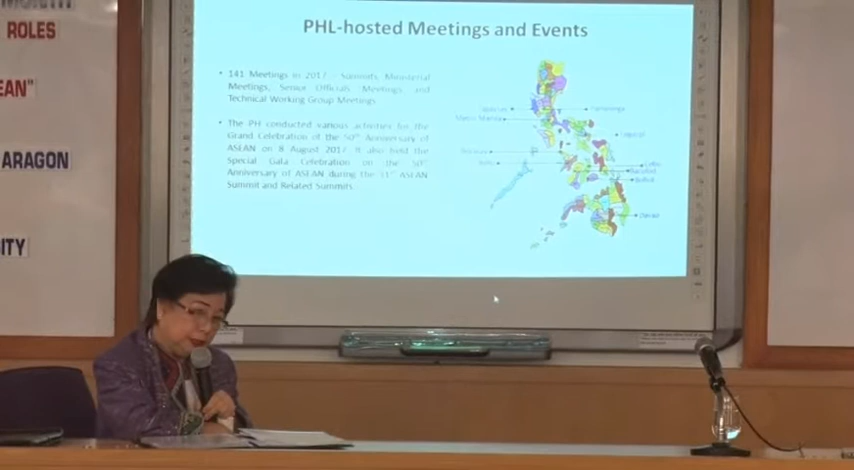 ROLES
EAN"
ARAGON
ITY
PHL-hosted Meetings and Events
• 141 Meetings in 2017 - Summits, Ministerial
Meetings, Senior Officials Meetings, and
Technical Working Group Meetings
• The PH conducted various activities for the
Grand Celebration of the 50th Anniversary of
ASEAN on 8 August 2017. It also held the
Special Gala Celebration on the 50th
Anniversary of ASEAN during the 31st ASEAN
Summit and Related Summits.
Pampanga
Metro Manila
Cebu
Bohol
Davao